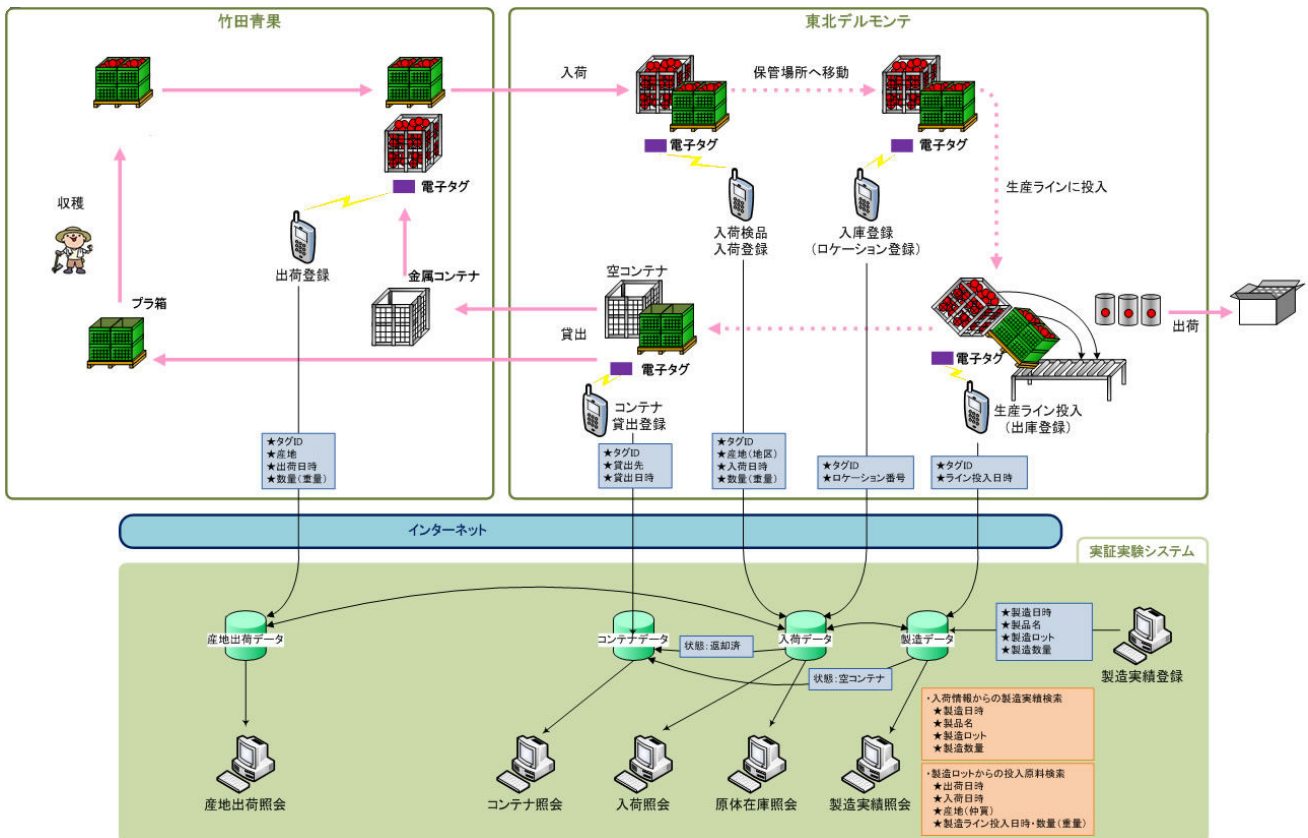 竹田青果
東北デルモンテ
入荷
保管場所へ移動
電子タグ
電子タグ
電子タグ
収穫
生産ラインに投入
出荷登録
入荷検品
入荷登録
入庫登録
(ロケーション登録)
金属コンテナ
空コンテナ
プラ箱
貸出
出荷
電子タグ
電子タグ
コンテナ
貸出登録
生産ライン投入
(出庫登録)
★タグID
★産地
★出荷日時
★数量(重量)
★タグID
★貸出先
★貸出日時
★タグID
★産地(地区)
★入荷日時
★数量(重量)
★タグID
★ロケーション番号
★タグID
★ライン投入日時
インターネット
実証実験システム
産地出荷データ
コンテナデータ
入荷データ
製造データ
状態:返却済
状態:空コンテナ
★製造日時
★製品名
★製造ロット
★製造数量
製造実績登録
・入荷情報からの製造実績検索
★製造日時
★製品名
★製造ロット
★製造数量
・製造ロットからの投入原料検索
★出荷日時
★入荷日時
★産地(仲買)
★製造ライン投入日時・数量(重量)
産地出荷照会
コンテナ照会
入荷照会
原体在庫照会
製造実績照会